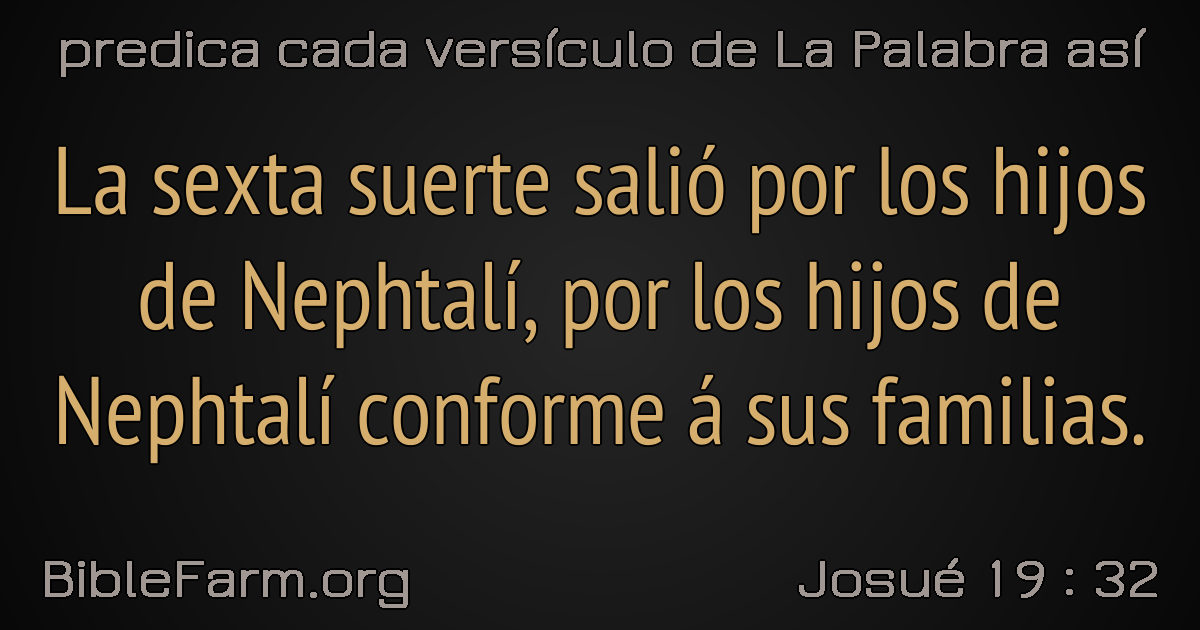 predica cada versículo de La Palabra así
La sexta suerte salió por los hijos
de Nephtalí, por los hijos de
Nephtalí conforme á sus familias.
BibleFarm.org
Josué 19 : 32